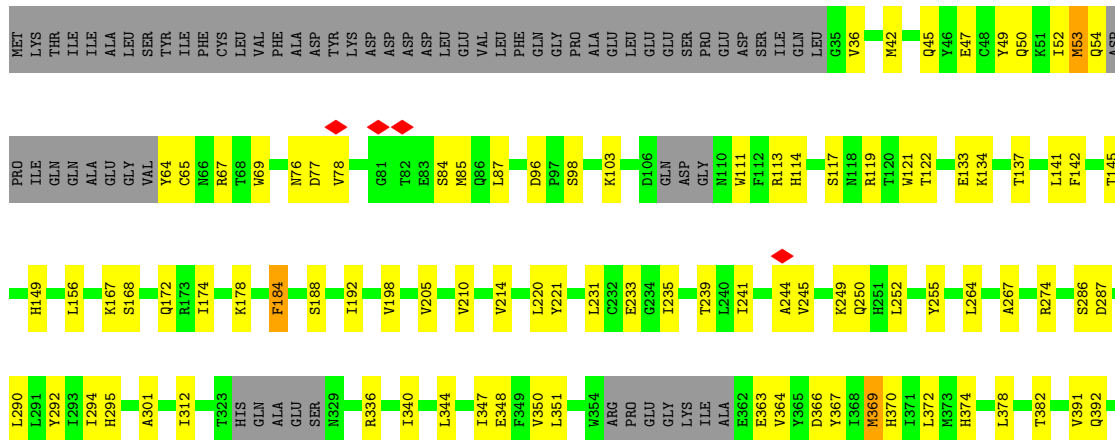 MET LYS THR ILE ILE ALA LEU SER TYR ILE PHE CYS LEU VAL PHE ALA ASP TYR LYS ASP ASP ASP ASP LEU GLU VAL LEU PHE GLN GLY PRO ALA GLU LEU GLU GLU SER PRO GLU ASP SER ILE GLN LEU G35 V36 M42 Q45 Y46 E47 C48 Y49 Q50 K51 I52 M53 Q54 ASP
PRO ILE GLN GLN ALA GLU GLY VAL Y64 C65 N66 R67 T68 W69 N76 D77 V78 G81 T82 E83 S84 M85 Q86 L87 D96 P97 S98 K103 D106 GLN ASP GLY N110 W111 F112 R113 H114 S117 N118 R119 T120 W121 T122 E133 K134 T137 L141 F142 T145
H149 L156 K167 S168 Q172 R173 I174 K178 F184 S188 I192 V198 V205 V210 V214 L220 Y221 L231 C232 E233 G234 I235 T239 L240 I241 A244 V245 K249 Q250 H251 L252 Y255 L264 A267 R274 S286 D287
L290 L291 Y292 I293 I294 H295 A301 I312 T323 HIS GLN ALA GLU SER N329 R336 I340 L344 I347 E348 F349 V350 L351 W354 ARG PRO GLU GLY LYS ILE ALA E362 E363 V364 Y365 D366 Y367 I368 M369 H370 I371 L372 M373 H374 L378 T382 V391 Q392